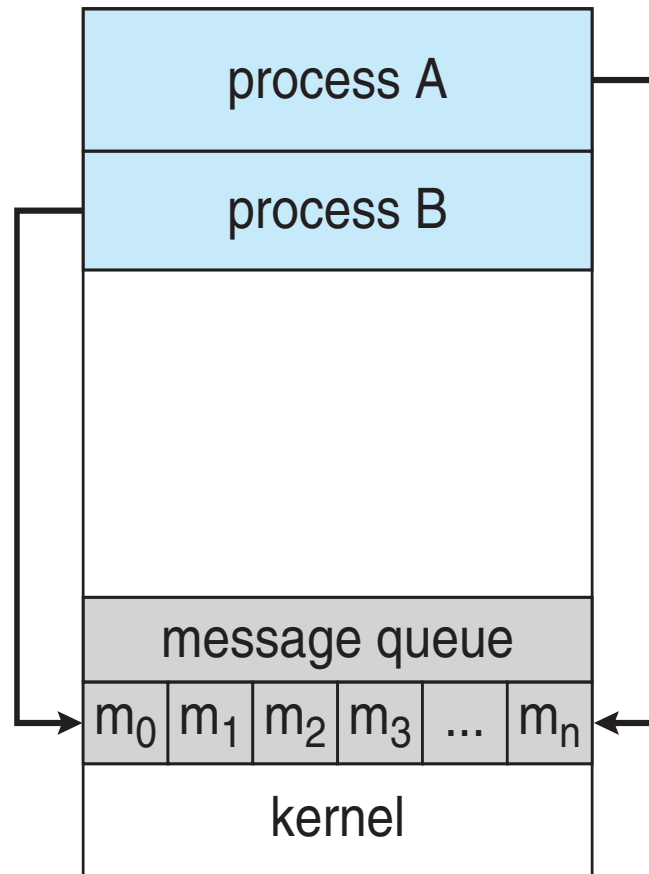 process A
process B
message queue
m₀ m₁ m₂ m₃ ... mₙ
kernel